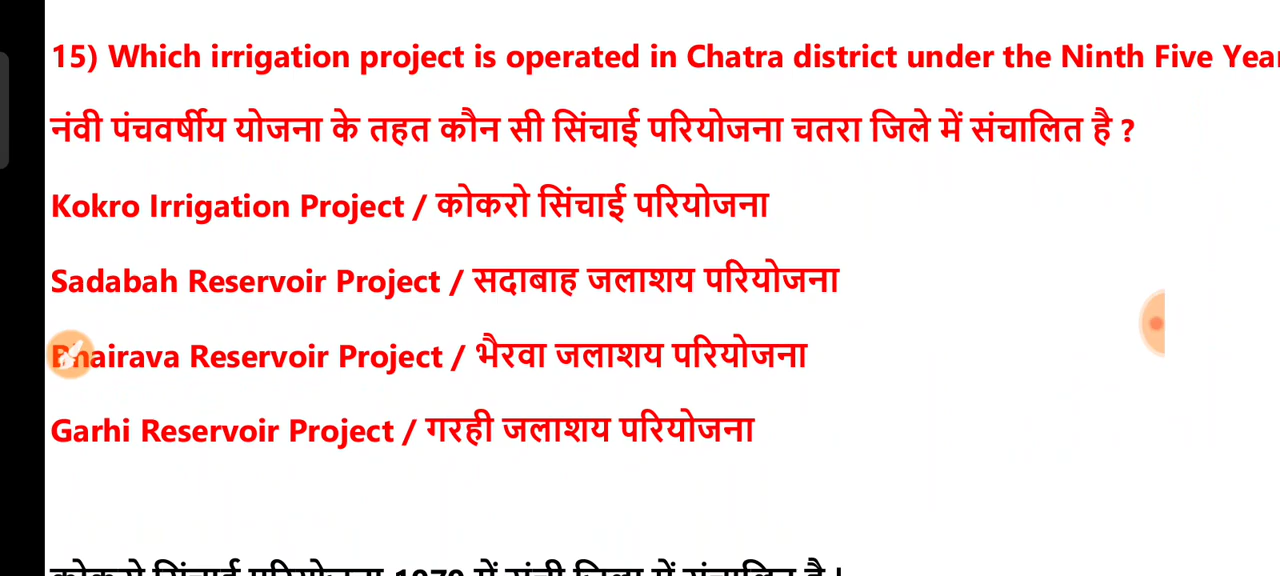 15) Which irrigation project is operated in Chatra district under the Ninth Five
नंवी पंचवर्षीय योजना के तहत कौन सी सिंचाई परियोजना चतरा जिले में संचालित है ?
Kokro Irrigation Project / कोकरो सिंचाई परियोजना
Sadabah Reservoir Project / सदाबाह जलाशय परियोजना
Bhairava Reservoir Project / भैरवा जलाशय परियोजना
Garhi Reservoir Project / गरही जलाशय परियोजना